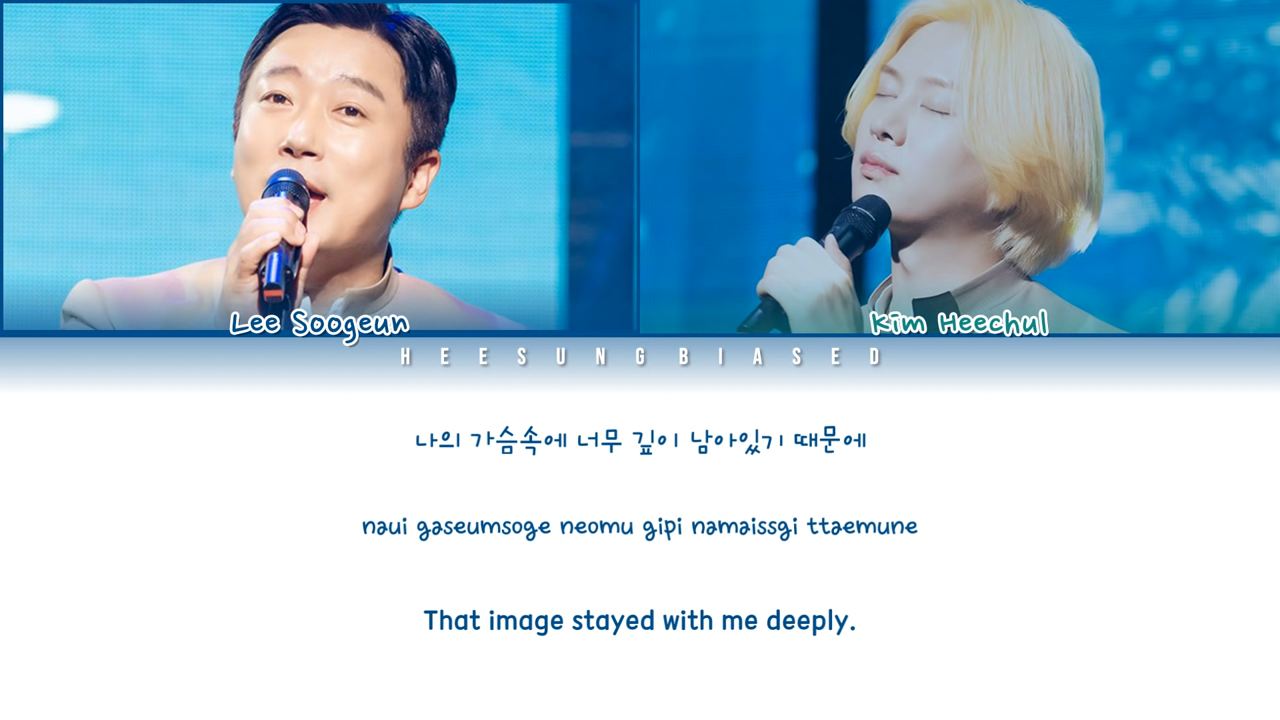 Lee Soogeun
Kim Heechul
HEESUNGBIASED
나의 가슴속에 너무 깊이 남아있기 때문에
naui gaseumsoge neomu gipi namaissgi ttaemune
That image stayed with me deeply.